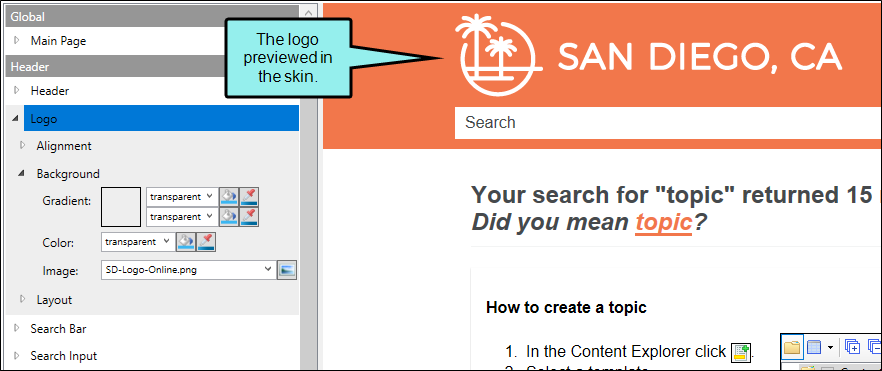 Global
Main Page
Header
Header
Logo
Alignment
Background
Gradient:
transparent
transparent
Color:
transparent
Image:
SD-Logo-Online.png
Layout
Search Bar
Search Input
The logo
previewed in
the skin.
SAN DIEGO, CA
Search
Your search for "topic" returned 15
Did you mean topic?
How to create a topic
1. In the Content Explorer click .
2. Select a template